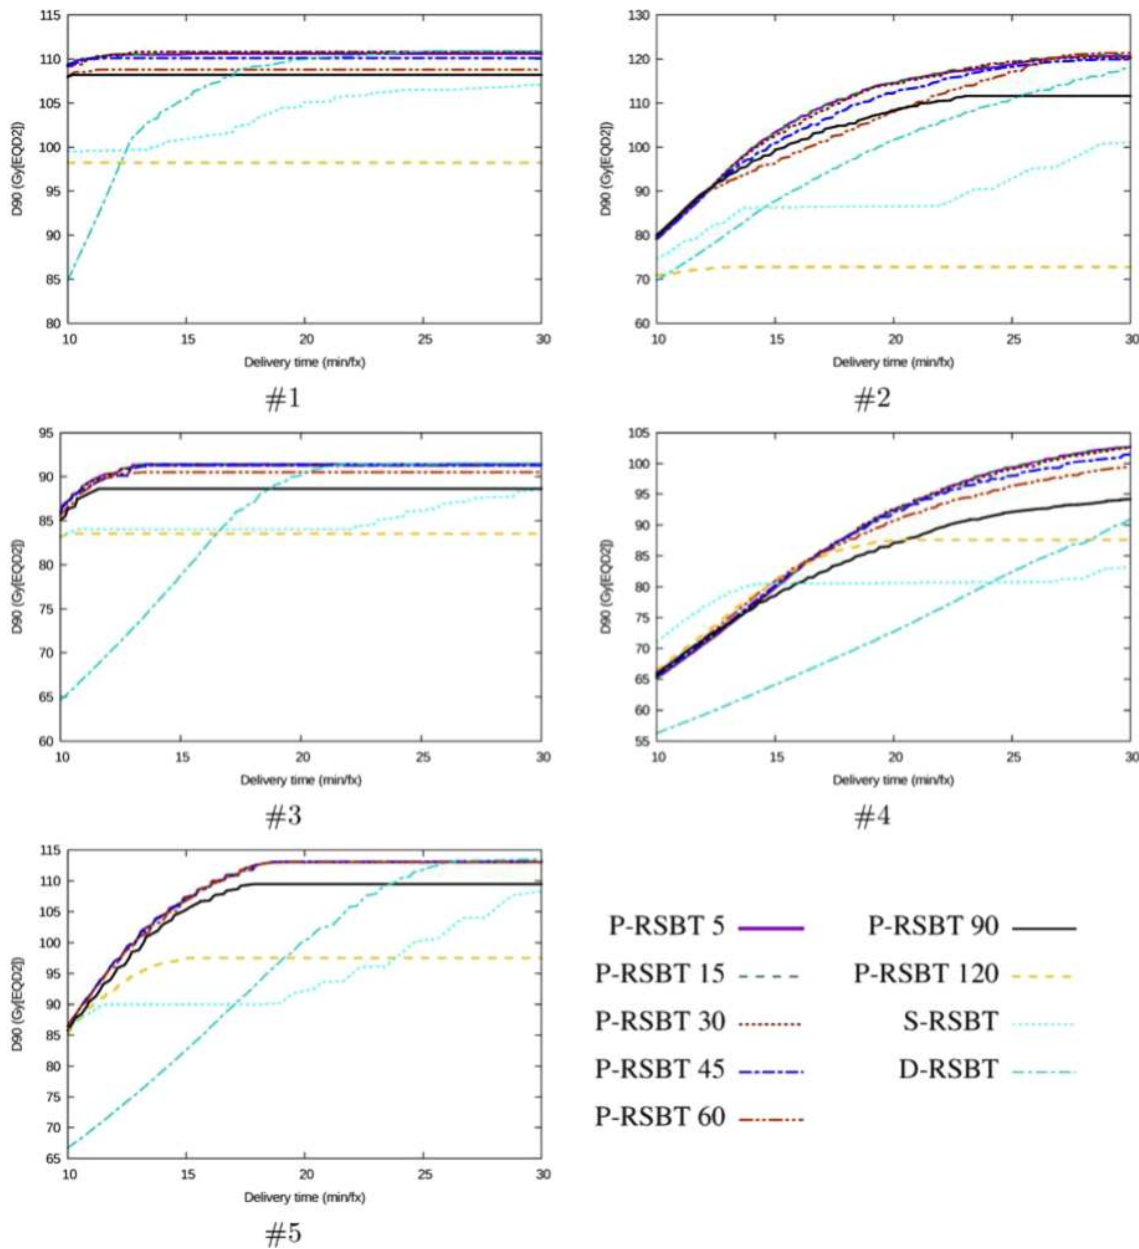 115
110
105
100
95
90
85
80
D90 (Gy[EQD2])
10 15 20 25 30
Delivery time (min/fx)
#1
130
120
110
100
90
80
70
60
D90 (Gy[EQD2])
10 15 20 25 30
Delivery time (min/fx)
#2
95
90
85
80
75
70
65
60
D90 (Gy[EQD2])
10 15 20 25 30
Delivery time (min/fx)
#3
105
100
95
90
85
80
75
70
65
60
55
D90 (Gy[EQD2])
10 15 20 25 30
Delivery time (min/fx)
#4
115
110
105
100
95
90
85
80
75
70
65
D90 (Gy[EQD2])
10 15 20 25 30
Delivery time (min/fx)
#5
P-RSBT 5
P-RSBT 15
P-RSBT 30
P-RSBT 45
P-RSBT 60
P-RSBT 90
P-RSBT 120
S-RSBT
D-RSBT